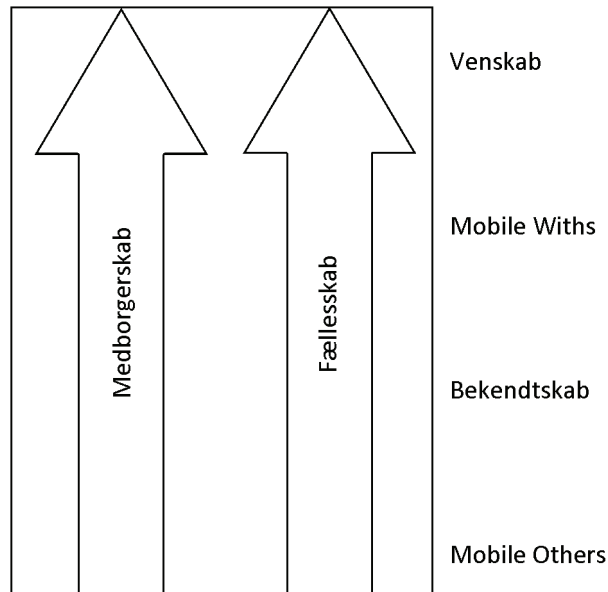 Venskab
Mobile Withs
Medborgerskab
Fællesskab
Bekendtskab
Mobile Others